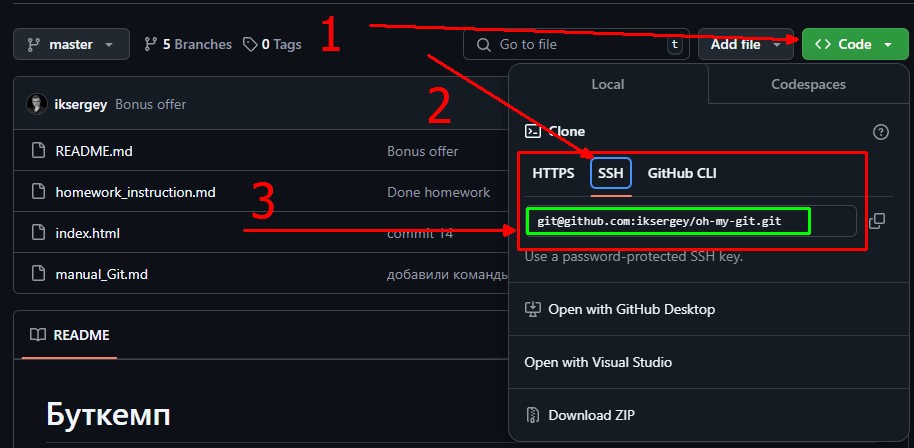 1
master
5 Branches
0 Tags
Go to file
t
Add file
<> Code
iksergey
Bonus offer
README.md
Bonus offer
homework_instruction.md
Done homework
index.html
commit 14
manual_Git.md
добавили команды
README
Буткемп
Local
Codespaces
2
Clone
HTTPS
SSH
GitHub CLI
3
git@github.com:iksergey/oh-my-git.git
Use a password-protected SSH key.
Open with GitHub Desktop
Open with Visual Studio
Download ZIP